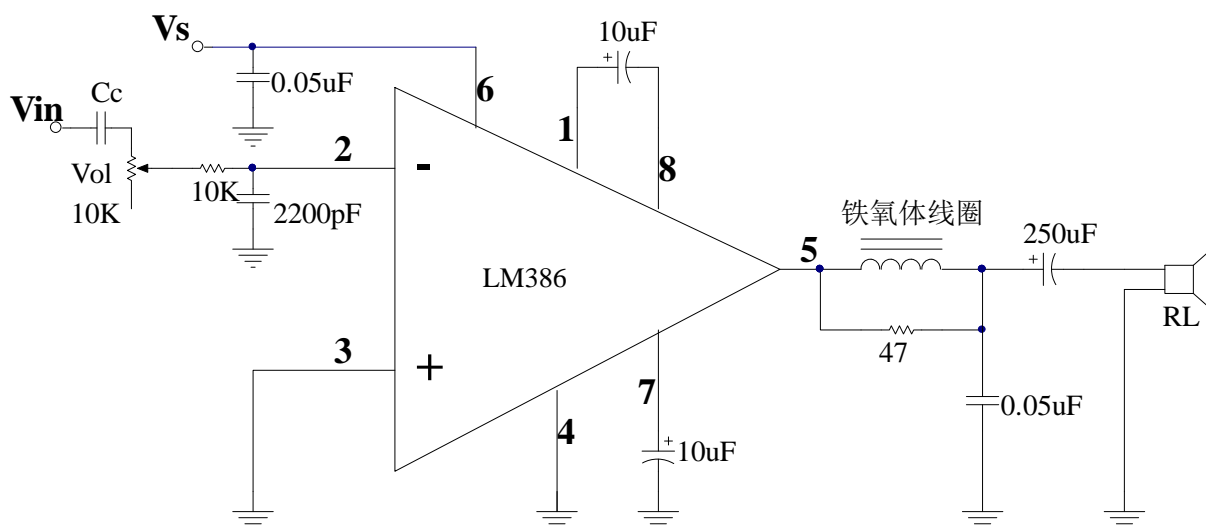 Vs
10uF
0.05uF
6
Cc
Vin
1
2
-
8
Vol
10K
10K
2200pF
铁氧体线圈
5
250uF
LM386
RL
3
+
47
7
0.05uF
4
+
10uF
+
+